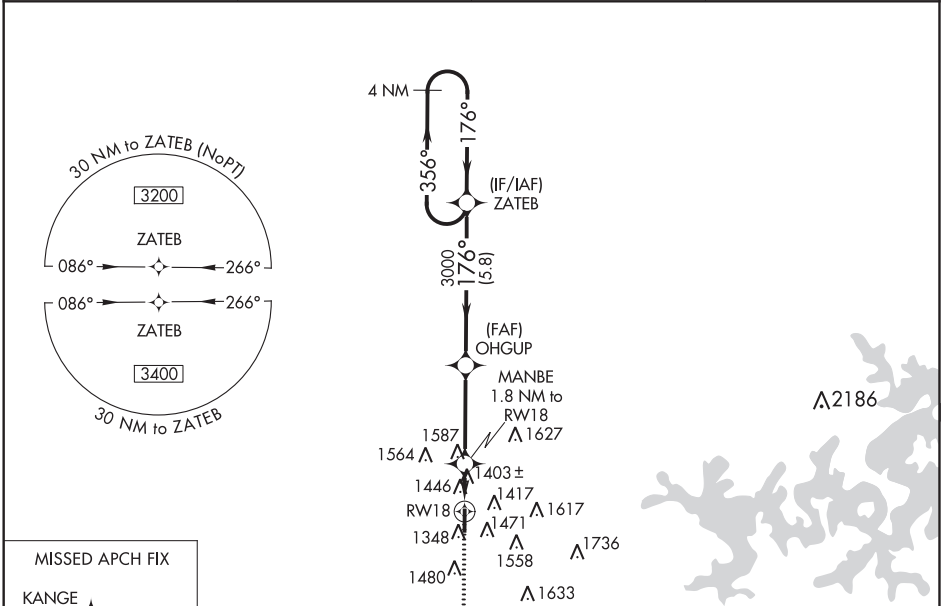 30 NM to ZATEB (NoPT)
3200
ZATEB
086°
266°
086°
266°
ZATEB
3400
30 NM to ZATEB
4 NM
356°
176°
(IF/IAF)
ZATEB
3000
176°
(5.8)
(FAF)
OHGUP
MANBE
1.8 NM to
RW18
2186
1627
1587
1564
1403±
1446
1417
1617
RW18
1471
1348
1558
1736
1480
1633
MISSED APCH FIX
KANGE